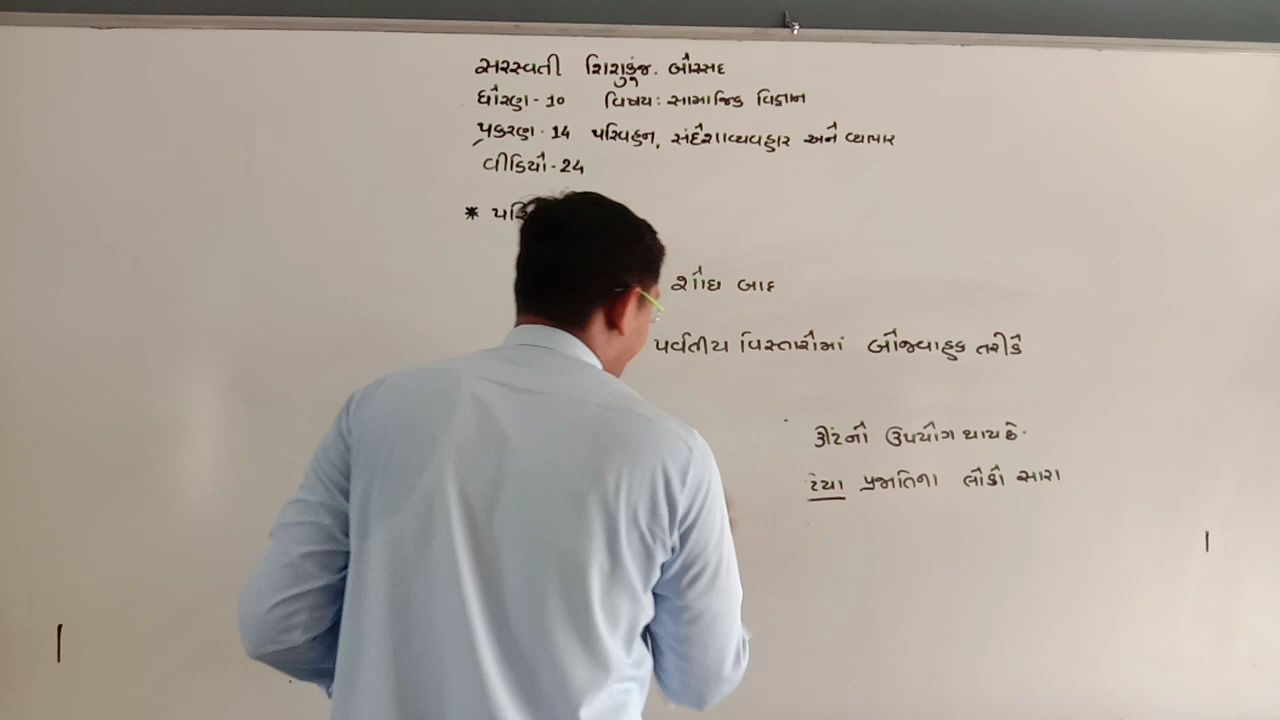 સરસ્વતી શિશુકુંજ. બોરસદ
ધોરણ-10 વિષય: સામાજિક વિજ્ઞાન
પ્રકરણ-14 પરિવહન, સંદેશાવ્યવહાર અને વ્યાપાર
વીડિયો-24
*
શોધ બાદ
પર્વતીય વિસ્તારોમાં બોજવાહક તરીકે
ઊંટનો ઉપયોગ થાય છે.
પ્રજાતિના લોકો સારા